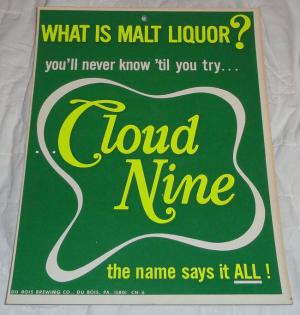 WHAT IS MALT LIQUOR?
you'll never know 'til you try...
Cloud
Nine
the name says it ALL!
DU BOIS BREWING CO., DU BOIS, PA. 15801 CN-6